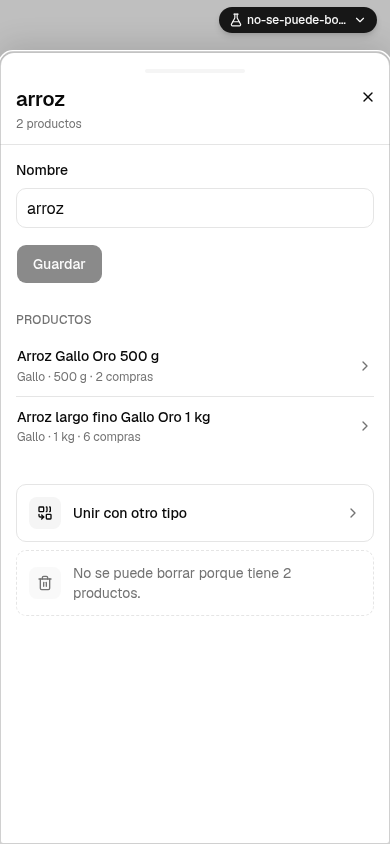 no-se-puede-bo...
arroz
2 productos
Nombre
arroz
Guardar
PRODUCTOS
Arroz Gallo Oro 500 g
Gallo · 500 g · 2 compras
Arroz largo fino Gallo Oro 1 kg
Gallo · 1 kg · 6 compras
Unir con otro tipo
No se puede borrar porque tiene 2
productos.